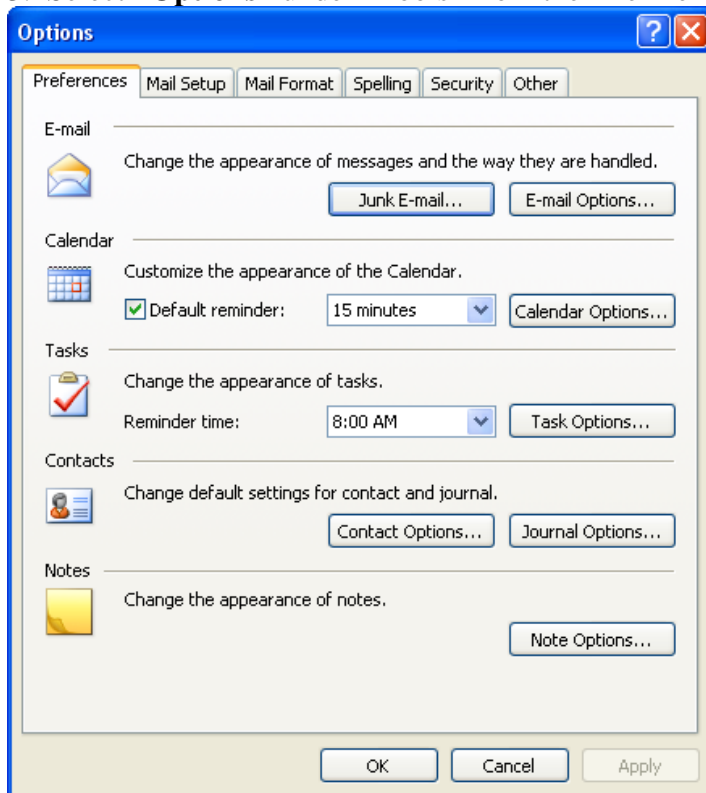 Options
Preferences Mail Setup Mail Format Spelling Security Other
E-mail
Change the appearance of messages and the way they are handled.
Junk E-mail... E-mail Options...
Calendar
Customize the appearance of the Calendar.
Default reminder: 15 minutes Calendar Options...
Tasks
Change the appearance of tasks.
Reminder time: 8:00 AM Task Options...
Contacts
Change default settings for contact and journal.
Contact Options... Journal Options...
Notes
Change the appearance of notes.
Note Options...
OK Cancel Apply